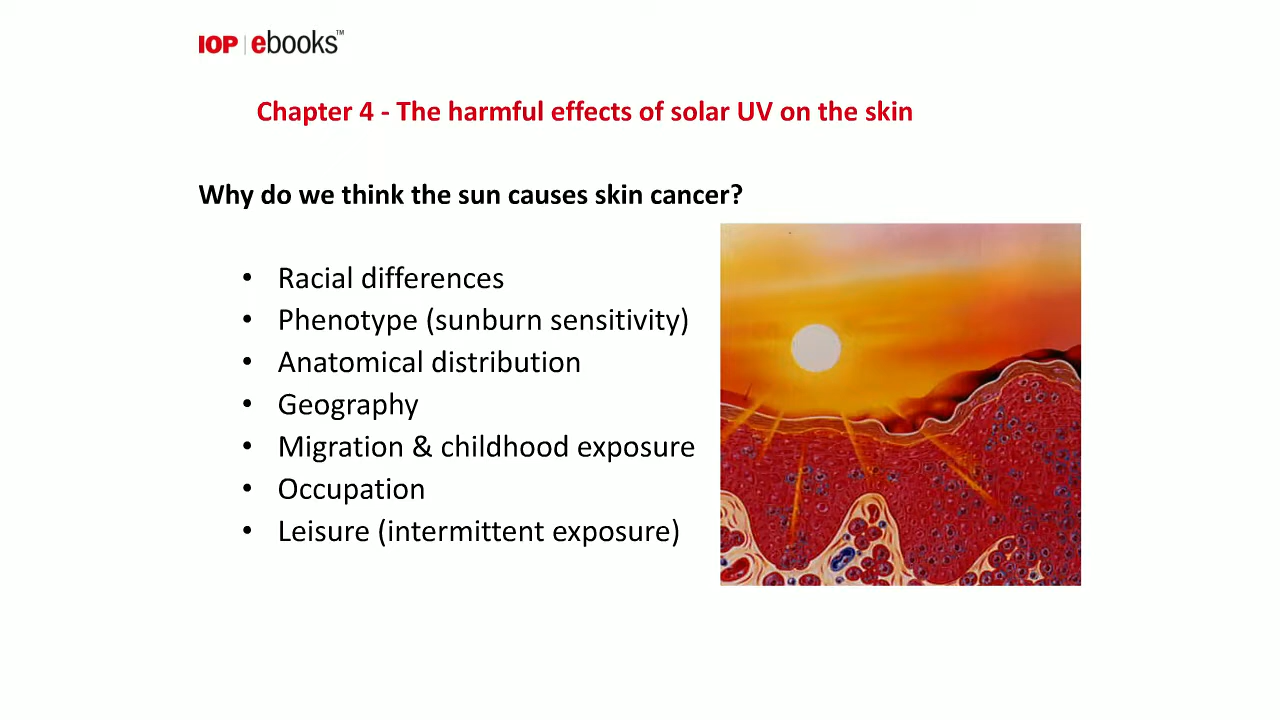 IOP | ebooks™
Chapter 4 - The harmful effects of solar UV on the skin
Why do we think the sun causes skin cancer?
• Racial differences
• Phenotype (sunburn sensitivity)
• Anatomical distribution
• Geography
• Migration & childhood exposure
• Occupation
• Leisure (intermittent exposure)